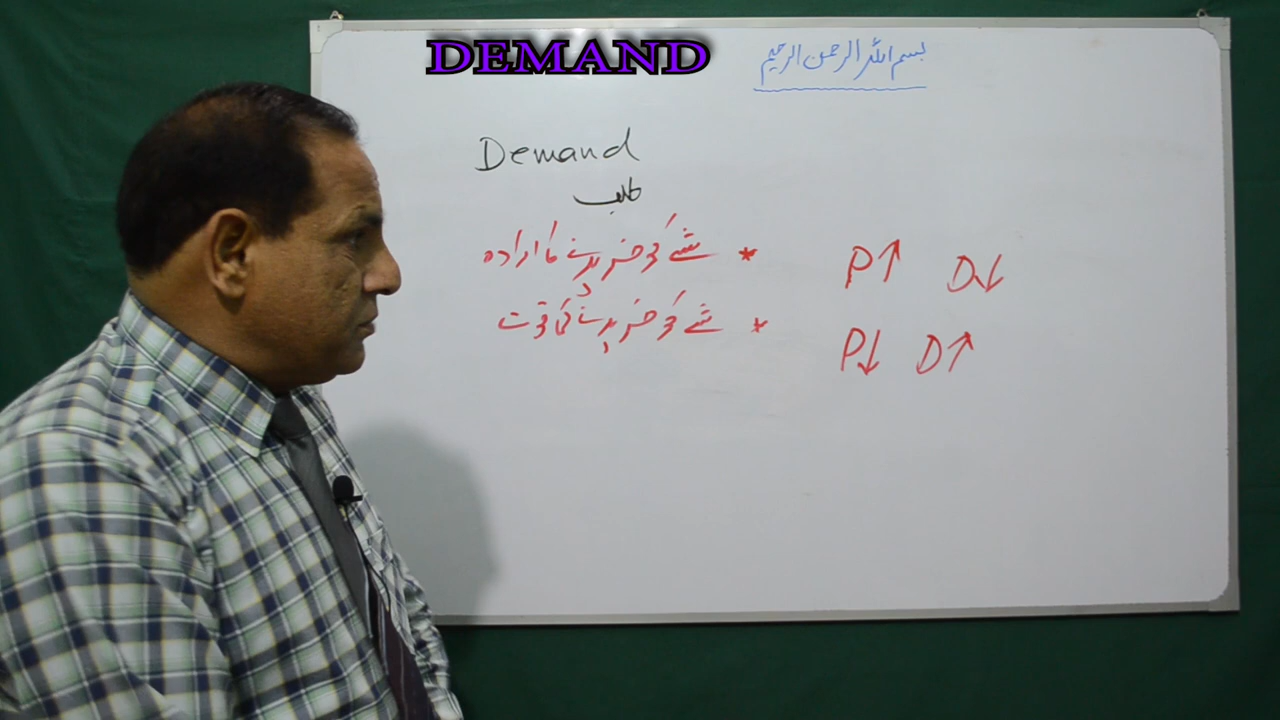 DEMAND
بسم اللہ الرحمن الرحیم
Demand
طلب
* شے کو خریدنے کا ارادہ
P↑ D↓
* شے کو خریدنے کی قوت
P↓ D↑